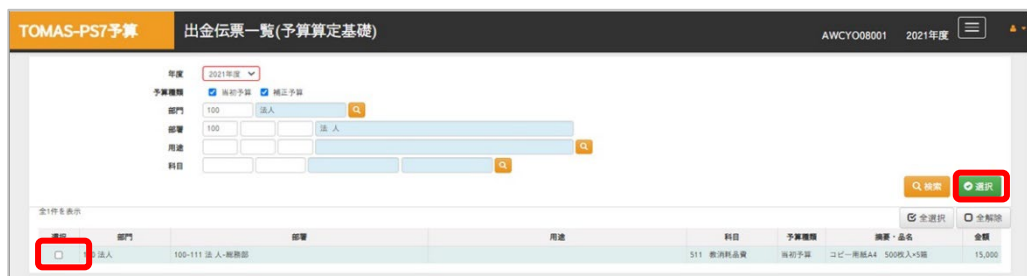 TOMAS-PS7予算 出金伝票一覧(予算算定基礎) AWCYO08001 2021年度
年度 2021年度
予算種類 当初予算 補正予算
部門 100 法人
部署 100 法 人
用途
科目
検索 選択
全1件を表示 全選択 全解除
選択 部門 部署 用途 科目 予算種類 摘要・品名 金額
法人 100-111 法 人-総務部 511 教消耗品費 当初予算 コピー用紙A4 500枚入×5箱 15,000